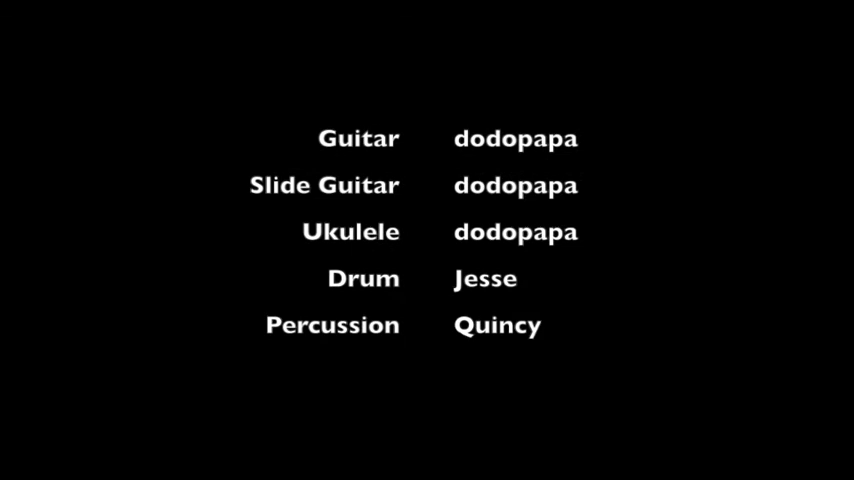 Guitar dodopapa
Slide Guitar dodopapa
Ukulele dodopapa
Drum Jesse
Percussion Quincy